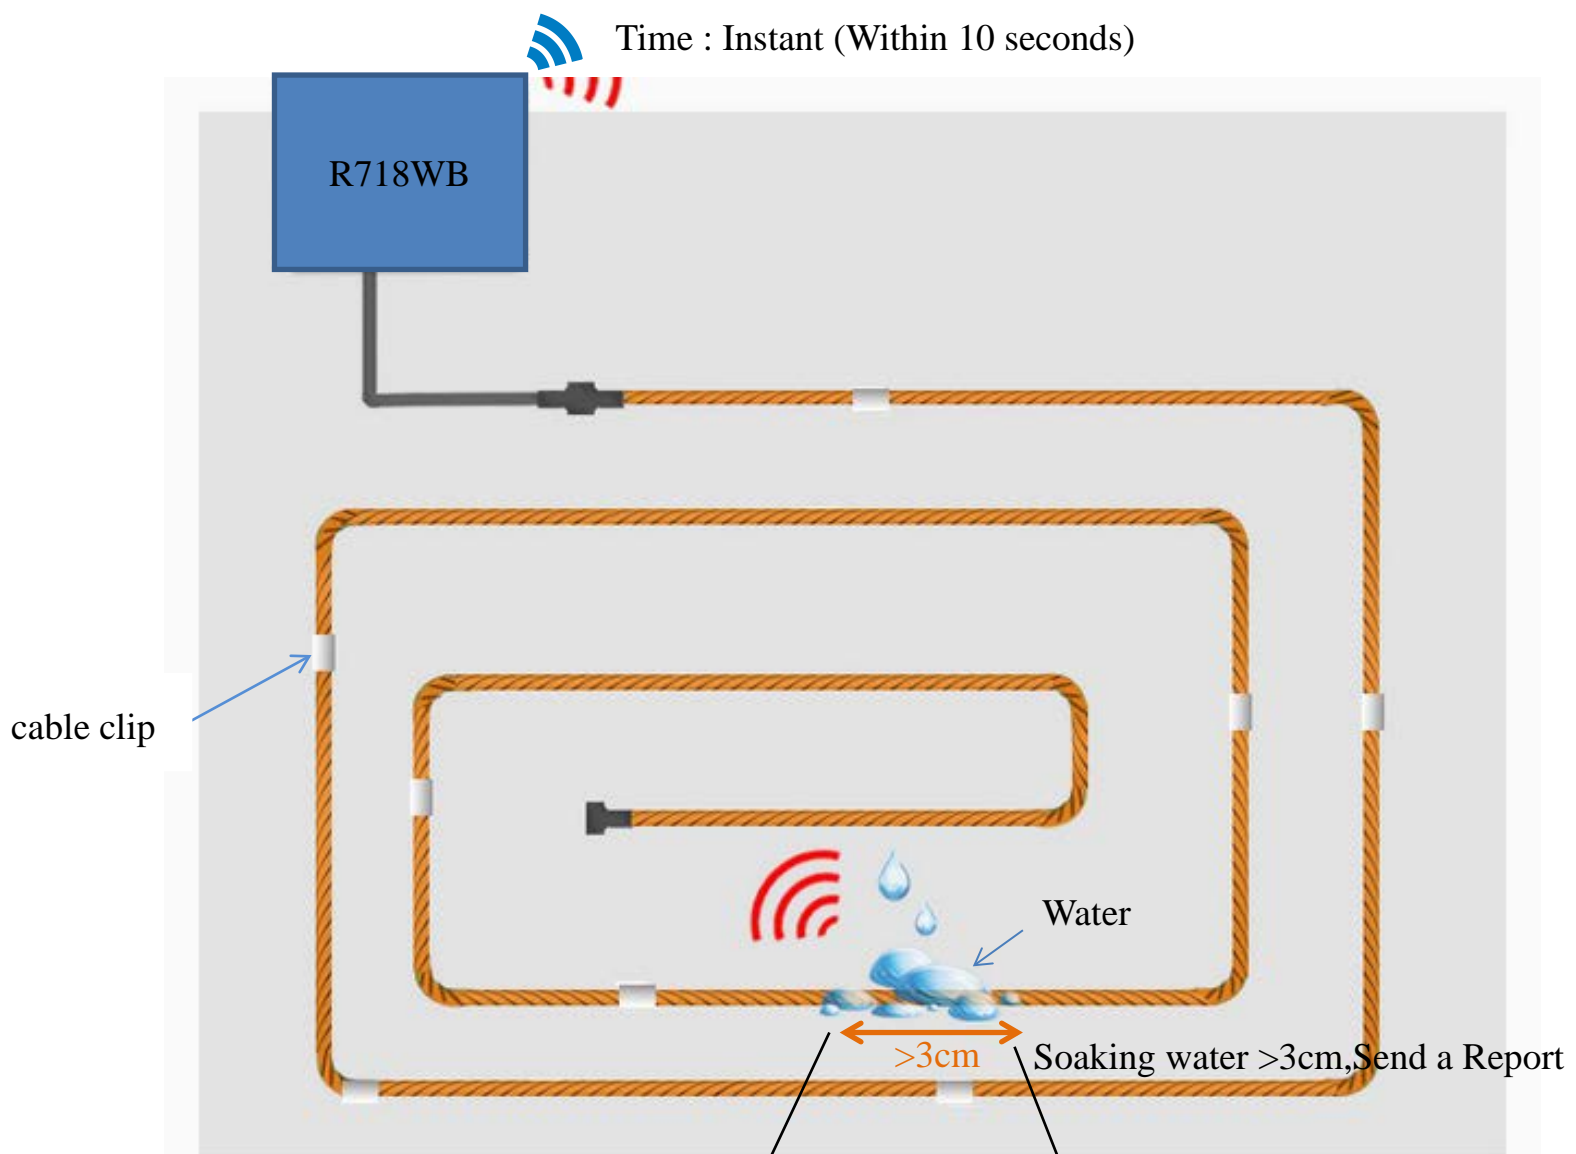 Time : Instant (Within 10 seconds)
R718WB
cable clip
Water
>3cm
Soaking water >3cm,Send a Report